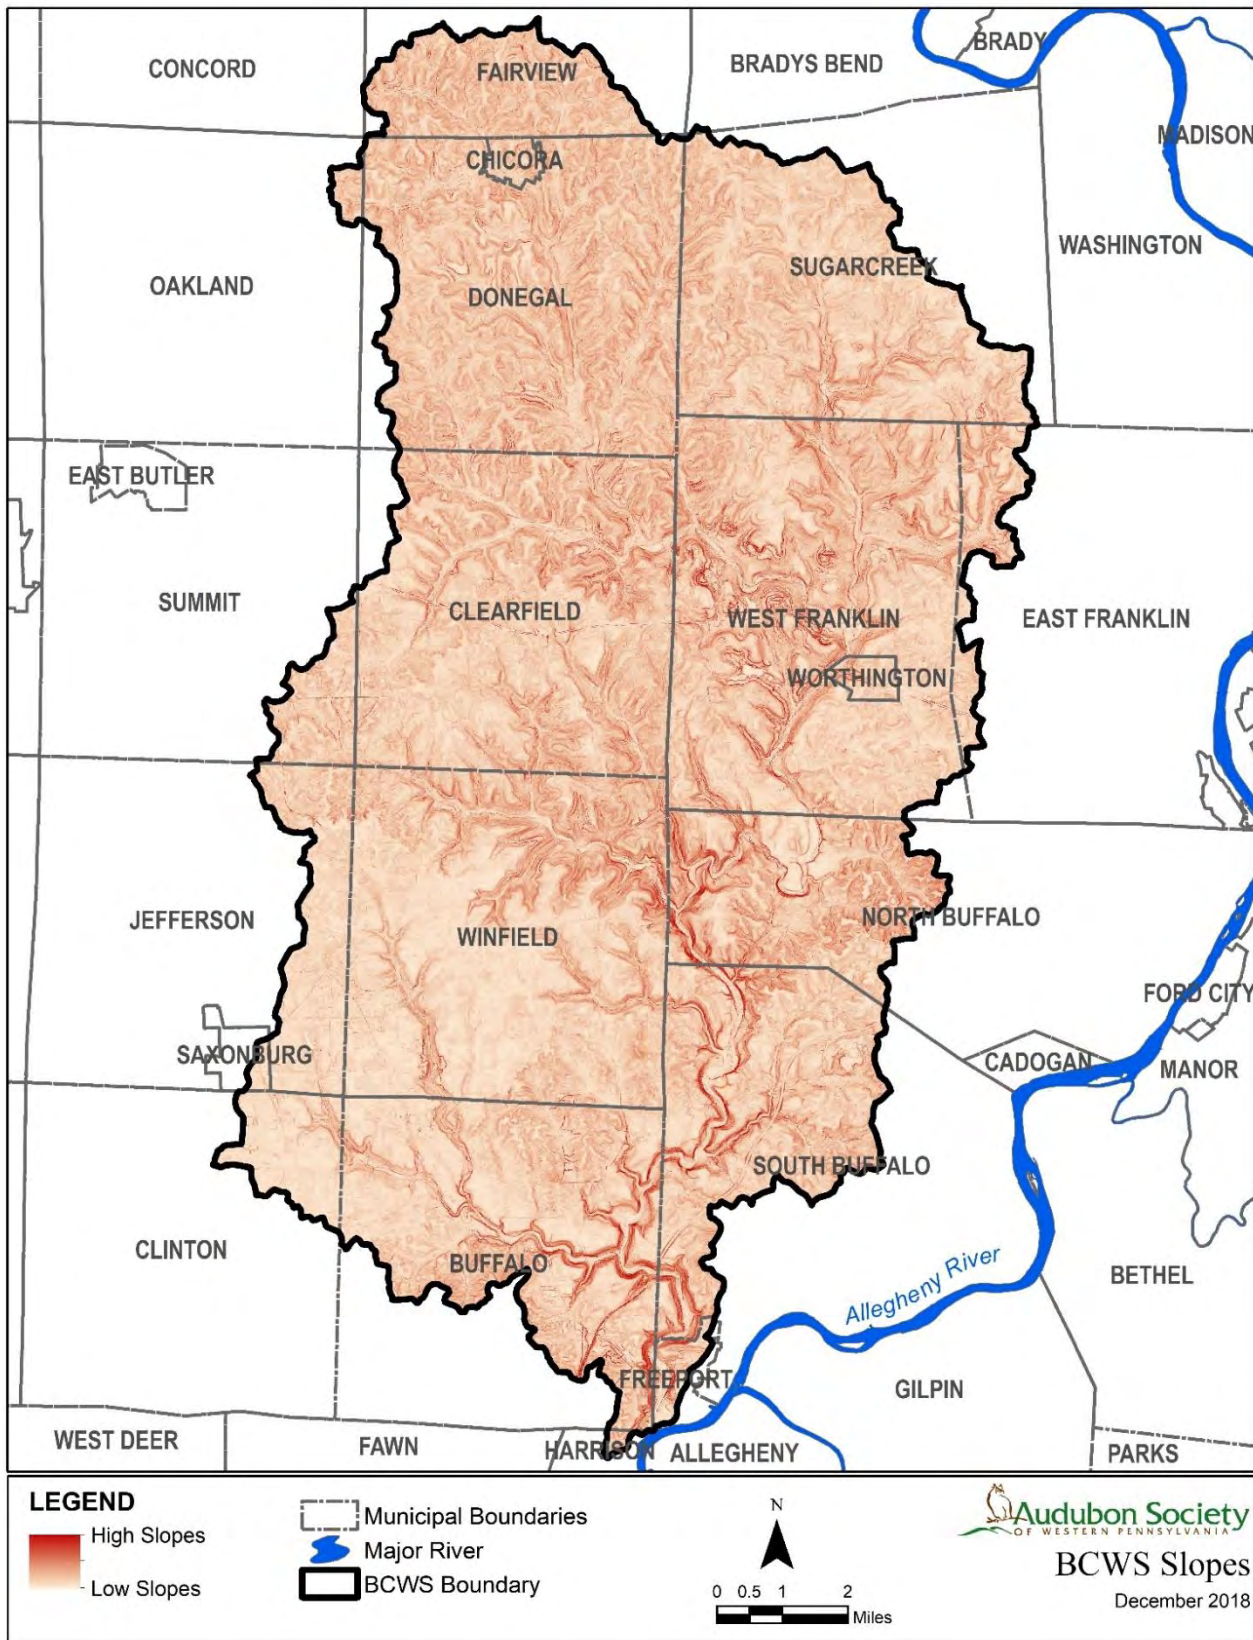 CONCORD
FAIRVIEW
BRADYS BEND
BRADY
CHICORA
MADISON
WASHINGTON
SUGARCREEK
OAKLAND
DONEGAL
EAST BUTLER
SUMMIT
CLEARFIELD
WEST FRANKLIN
EAST FRANKLIN
WORTHINGTON
JEFFERSON
WINFIELD
NORTH BUFFALO
FORD CITY
SAXONBURG
CADOGAN
MANOR
SOUTH BUFFALO
CLINTON
BUFFALO
BETHEL
Allegheny River
FREEPORT
GILPIN
WEST DEER
FAWN
HARRISON
ALLEGHENY
PARKS
LEGEND
High Slopes
Low Slopes
Municipal Boundaries
Major River
BCWS Boundary
N
0 0.5 1 2
Miles
Audubon Society
OF WESTERN PENNSYLVANIA
BCWS Slopes
December 2018